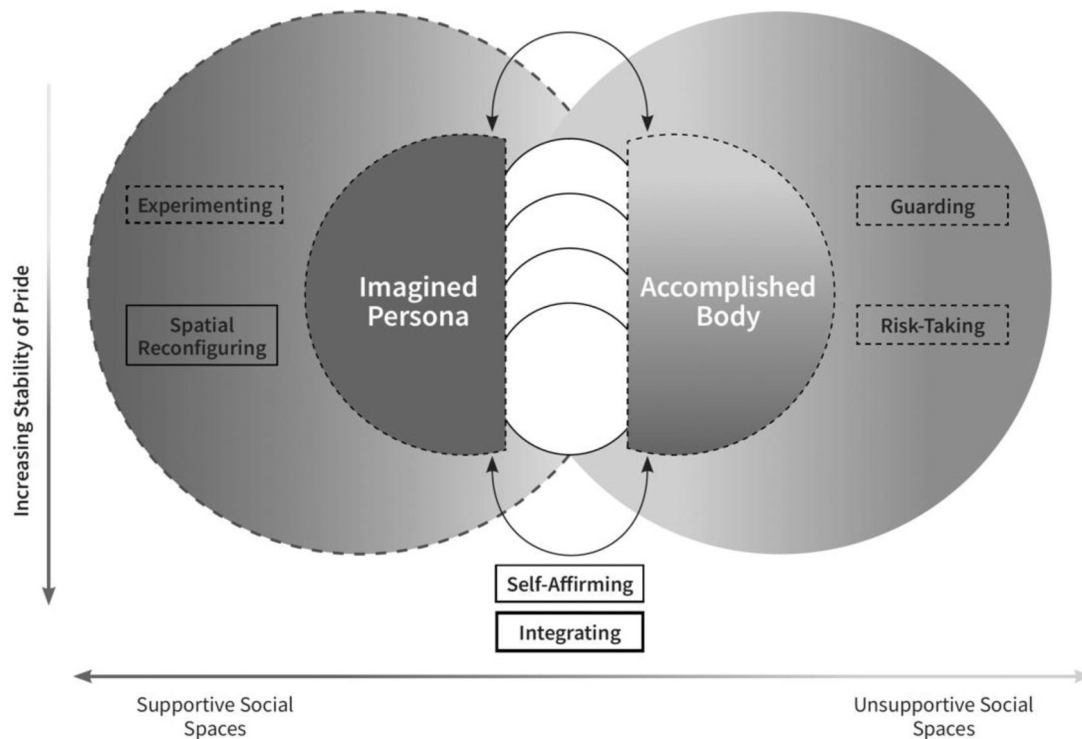 Increasing Stability of Pride
Experimenting
Spatial
Reconfiguring
Imagined
Persona
Accomplished
Body
Guarding
Risk-Taking
Self-Affirming
Integrating
Supportive Social
Spaces
Unsupportive Social
Spaces